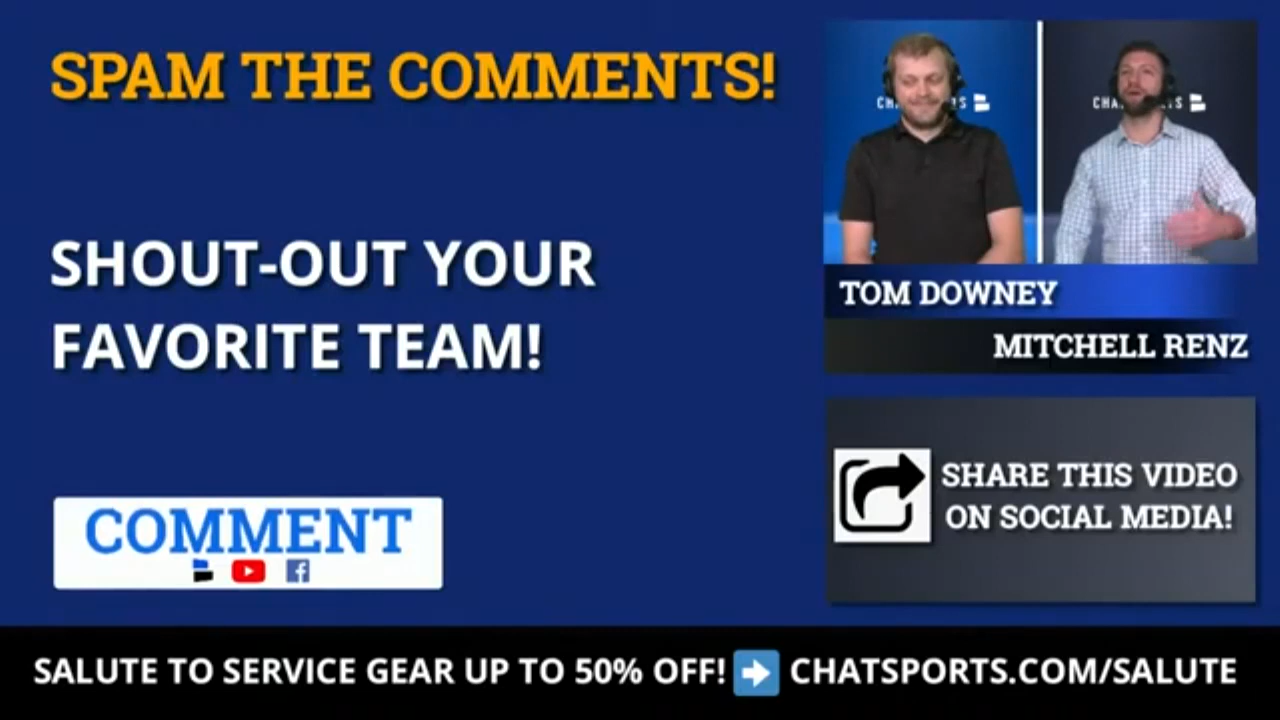 SPAM THE COMMENTS!
SHOUT-OUT YOUR
FAVORITE TEAM!
COMMENT
TOM DOWNEY
MITCHELL RENZ
SHARE THIS VIDEO
ON SOCIAL MEDIA!
SALUTE TO SERVICE GEAR UP TO 50% OFF! ➡ CHATSPORTS.COM/SALUTE